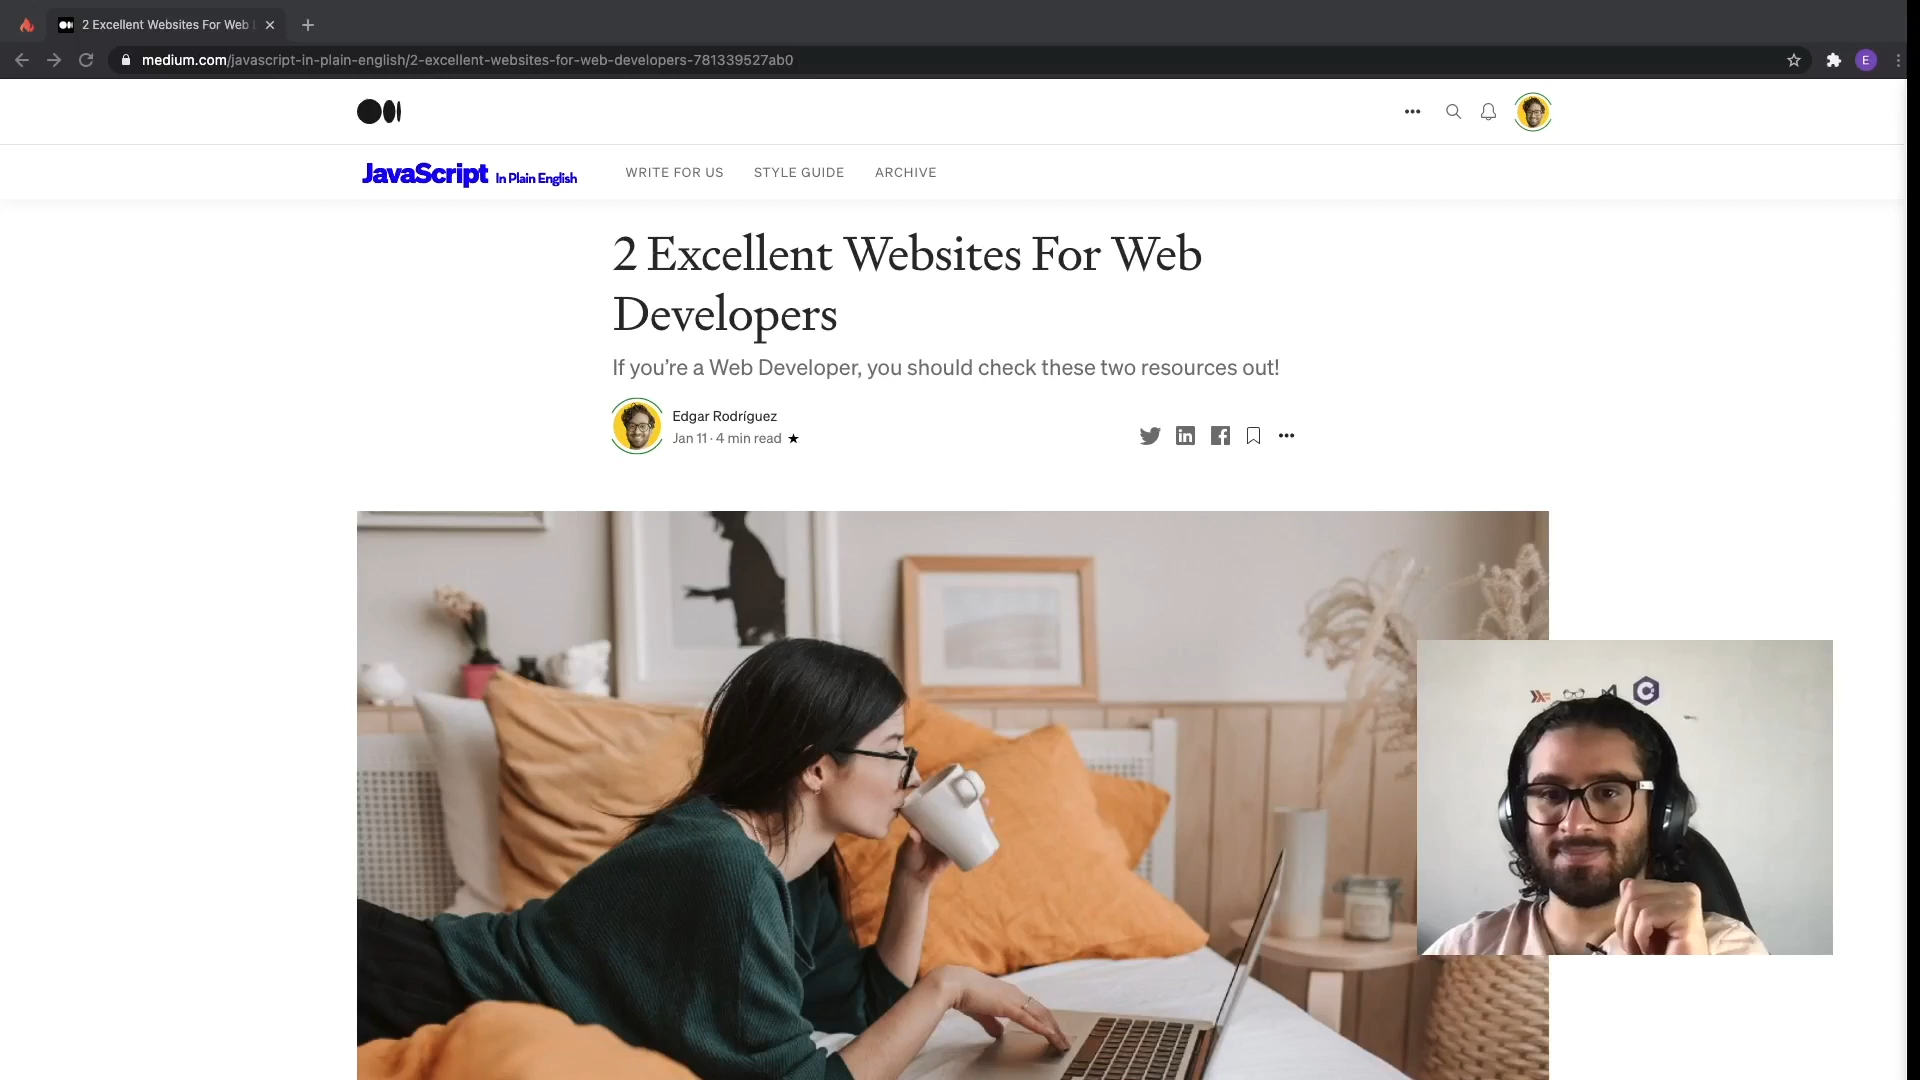 2 Excellent Websites For Web
medium.com/javascript-in-plain-english/2-excellent-websites-for-web-developers-781339527ab0
E
JavaScript In Plain English
WRITE FOR US
STYLE GUIDE
ARCHIVE
2 Excellent Websites For Web
Developers
If you’re a Web Developer, you should check these two resources out!
Edgar Rodríguez
Jan 11 · 4 min read ★